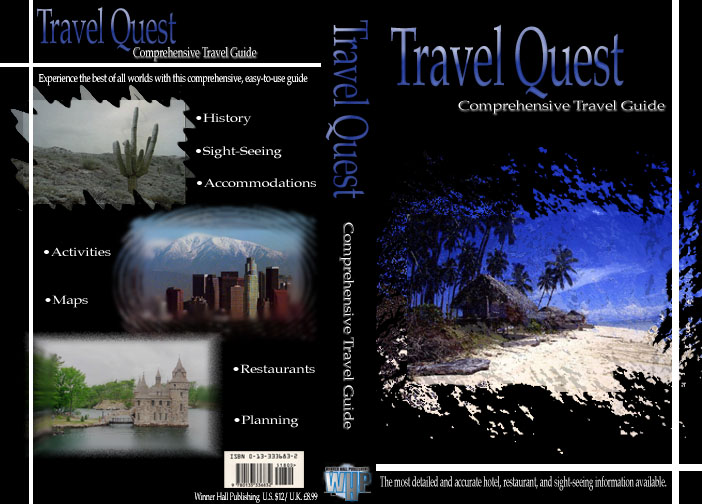 Travel Quest
Comprehensive Travel Guide
Experience the best of all worlds with this comprehensive, easy-to-use guide
•History
•Sight-Seeing
•Accommodations
•Activities
•Maps
•Restaurants
•Planning
ISBN 0-13-333683-2
Winner Hall Publishing U.S. $12/ U.K. £8.99
Travel Quest
Comprehensive Travel Guide
WINNER HALL PUBLISHING
WHP
Travel Quest
Comprehensive Travel Guide
The most detailed and accurate hotel, restaurant, and sight-seeing information available.